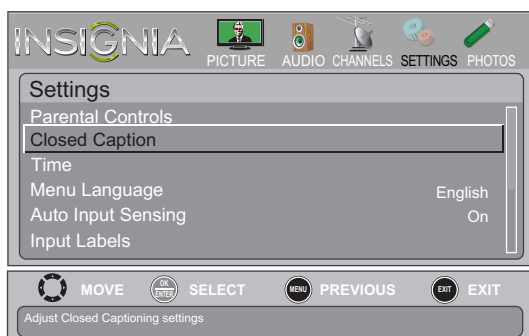 INSIGNIA
PICTURE AUDIO CHANNELS SETTINGS PHOTOS
Settings
Parental Controls
Closed Caption
Time
Menu Language English
Auto Input Sensing On
Input Labels
MOVE OK ENTER SELECT MENU PREVIOUS EXIT EXIT
Adjust Closed Captioning settings